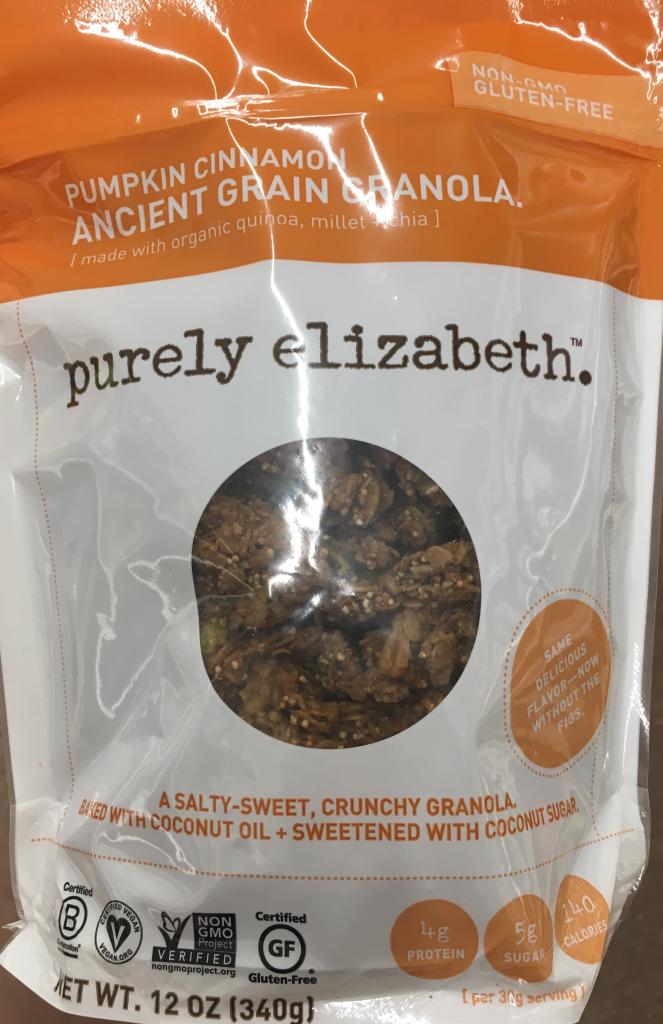 NON-GMO
GLUTEN-FREE
PUMPKIN CINNAMON
ANCIENT GRAIN GRANOLA.
[ made with organic quinoa, millet + chia ]
purely elizabeth.™
SAME
DELICIOUS
FLAVOR—NOW
WITHOUT THE
FIGS.
A SALTY-SWEET, CRUNCHY GRANOLA.
BAKED WITH COCONUT OIL + SWEETENED WITH COCONUT SUGAR.
Certified
B
Corporation®
CERTIFIED VEGAN
VEGAN.ORG
NON
GMO
Project
VERIFIED
nongmoproject.org
Certified
GF
Gluten-Free®
4g
PROTEIN
5g
SUGAR
140
CALORIES
[ per 30g serving ]
NET WT. 12 OZ (340g)